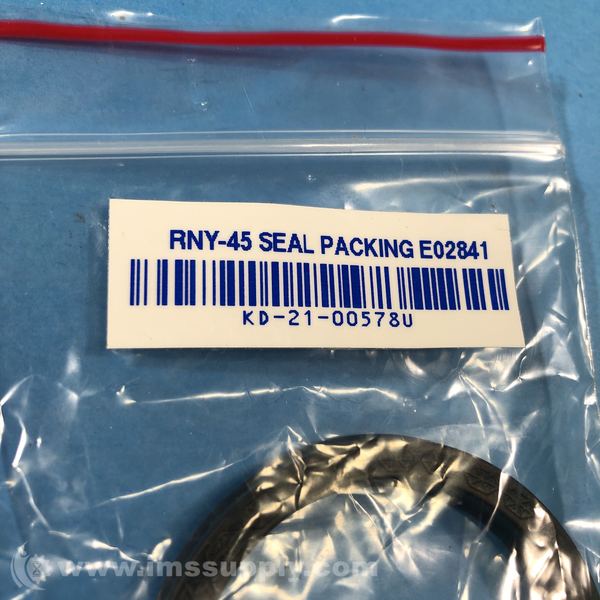 RNY-45 SEAL PACKING E02841
KD-21-00578U
www.imssupply.com